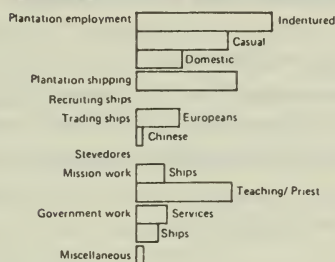 Plantation employment Indentured
Casual
Domestic
Plantation shipping
Recruiting ships
Trading ships Europeans
Chinese
Stevedores
Mission work Ships
Teaching/ Priest
Government work Services
Ships
Miscellaneous